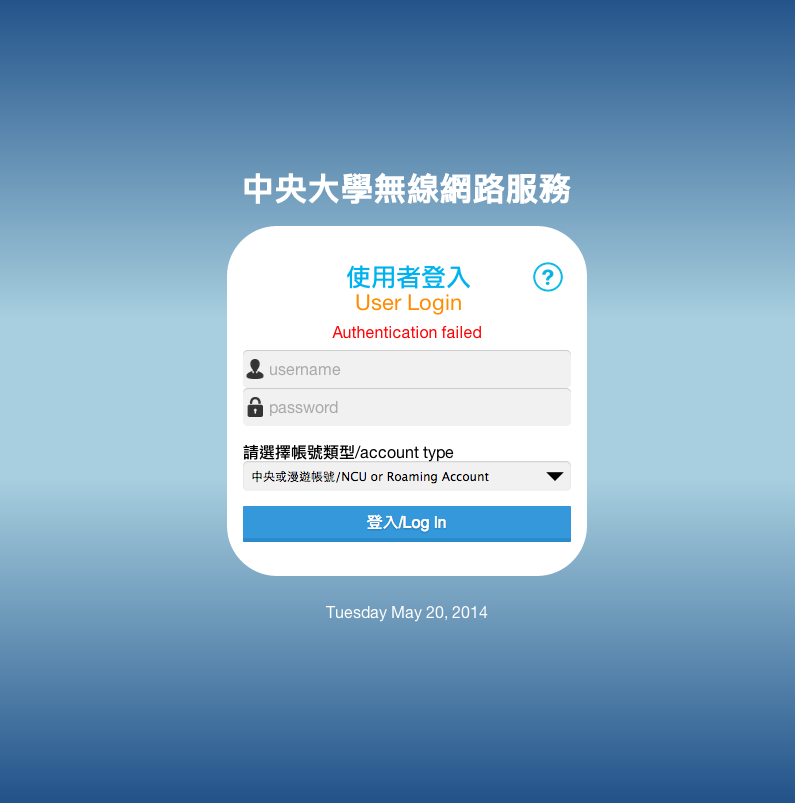 中央大學無線網路服務
使用者登入
?
User Login
Authentication failed
username
password
請選擇帳號類型/account type
中央或漫遊帳號/NCU or Roaming Account
登入/Log In
Tuesday May 20, 2014